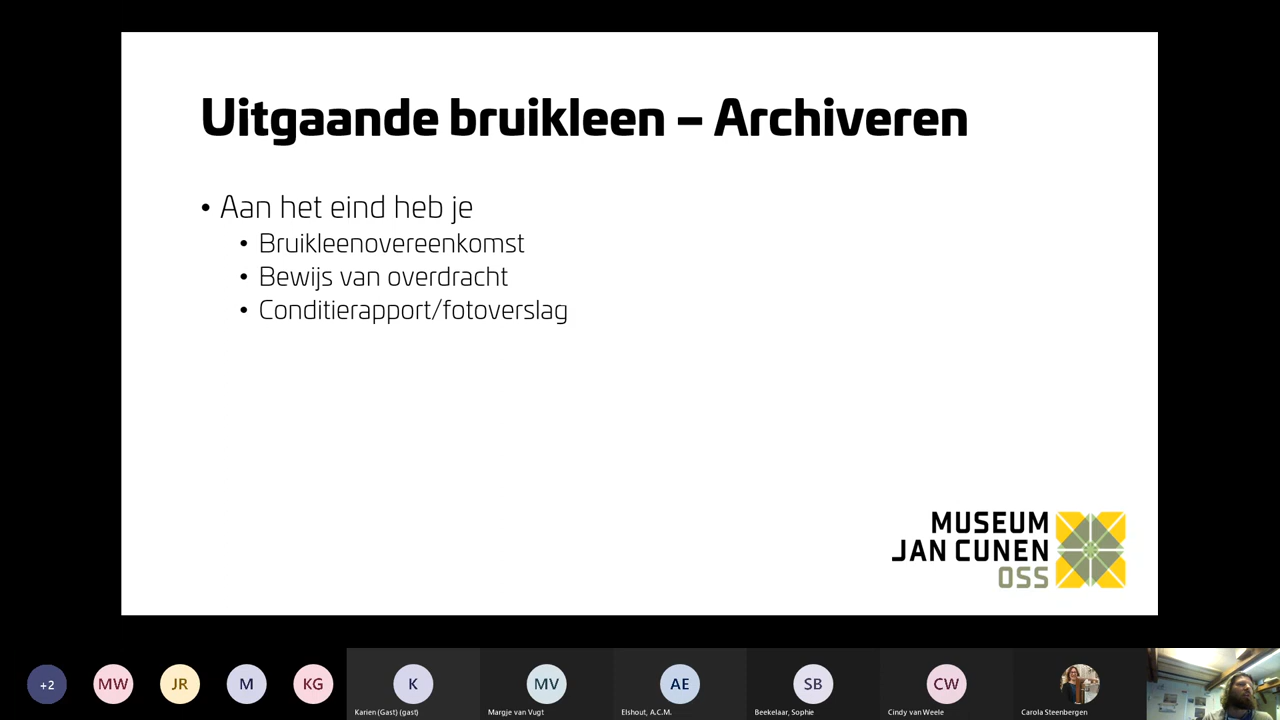 Uitgaande bruikleen – Archiveren
• Aan het eind heb je
• Bruikleenovereenkomst
• Bewijs van overdracht
• Conditierapport/fotoverslag
MUSEUM
JAN CUNEN
OSS
+2
MW
JR
M
KG
K
MV
AE
SB
CW
Karien (Gast) (gast)
Margje van Vugt
Elshout, A.C.M.
Beekelaar, Sophie
Cindy van Weele
Carola Steenbergen